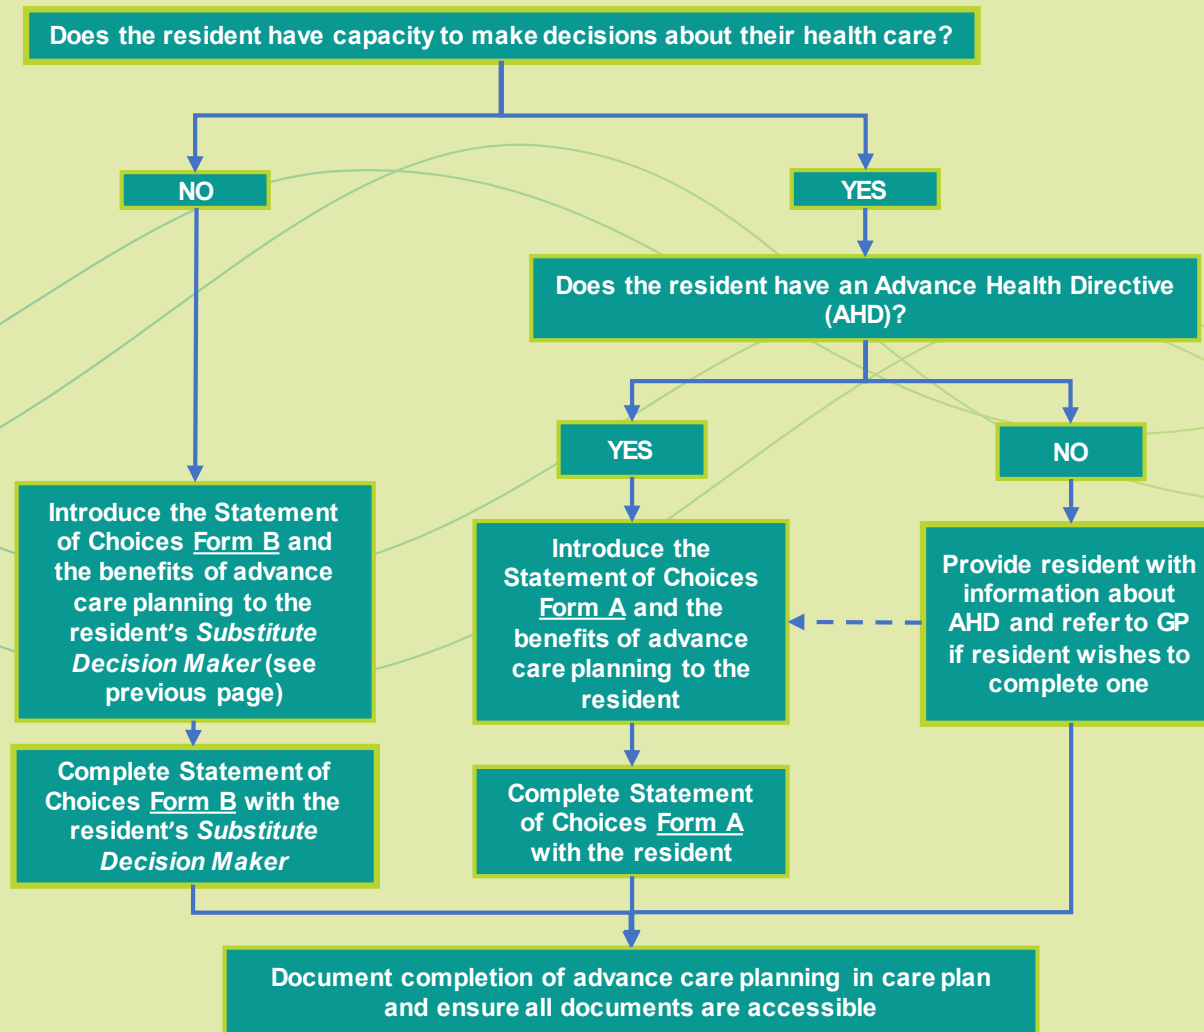 Does the resident have capacity to make decisions about their health care?
NO
YES
Does the resident have an Advance Health Directive
(AHD)?
YES
NO
Introduce the Statement
of Choices Form B and
the benefits of advance
care planning to the
resident's Substitute
Decision Maker (see
previous page)
Introduce the
Statement of Choices
Form A and the
benefits of advance
care planning to the
resident
Provide resident with
information about
AHD and refer to GP
if resident wishes to
complete one
Complete Statement of
Choices Form B with the
resident's Substitute
Decision Maker
Complete Statement
of Choices Form A
with the resident
Document completion of advance care planning in care plan
and ensure all documents are accessible